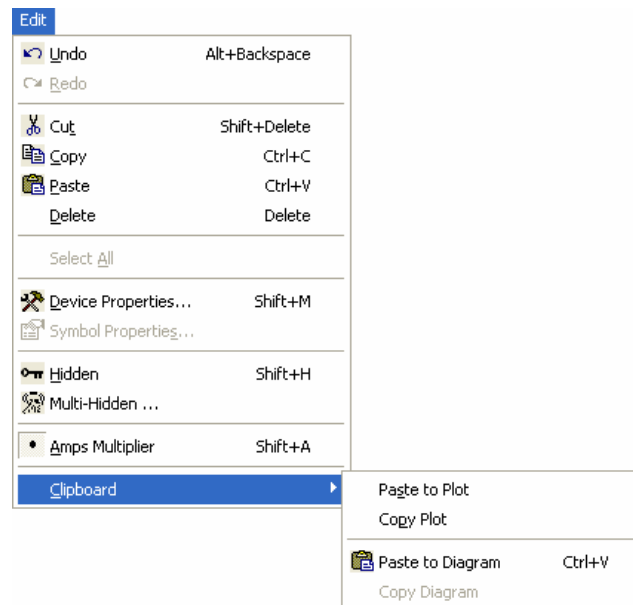 Edit
Undo Alt+Backspace
Redo
Cut Shift+Delete
Copy Ctrl+C
Paste Ctrl+V
Delete Delete
Select All
Device Properties... Shift+M
Symbol Properties...
Hidden Shift+H
Multi-Hidden ...
Amps Multiplier Shift+A
Clipboard
Paste to Plot
Copy Plot
Paste to Diagram Ctrl+V
Copy Diagram